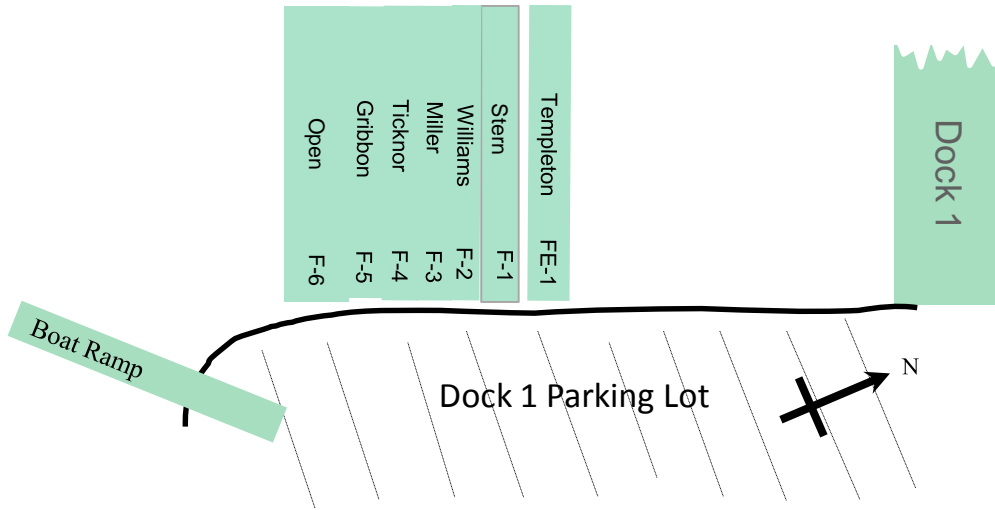 Open F-6
Gribbon F-5
Ticknor F-4
Miller F-3
Williams F-2
Stern F-1
Templeton FE-1
Dock 1
Boat Ramp
Dock 1 Parking Lot
N